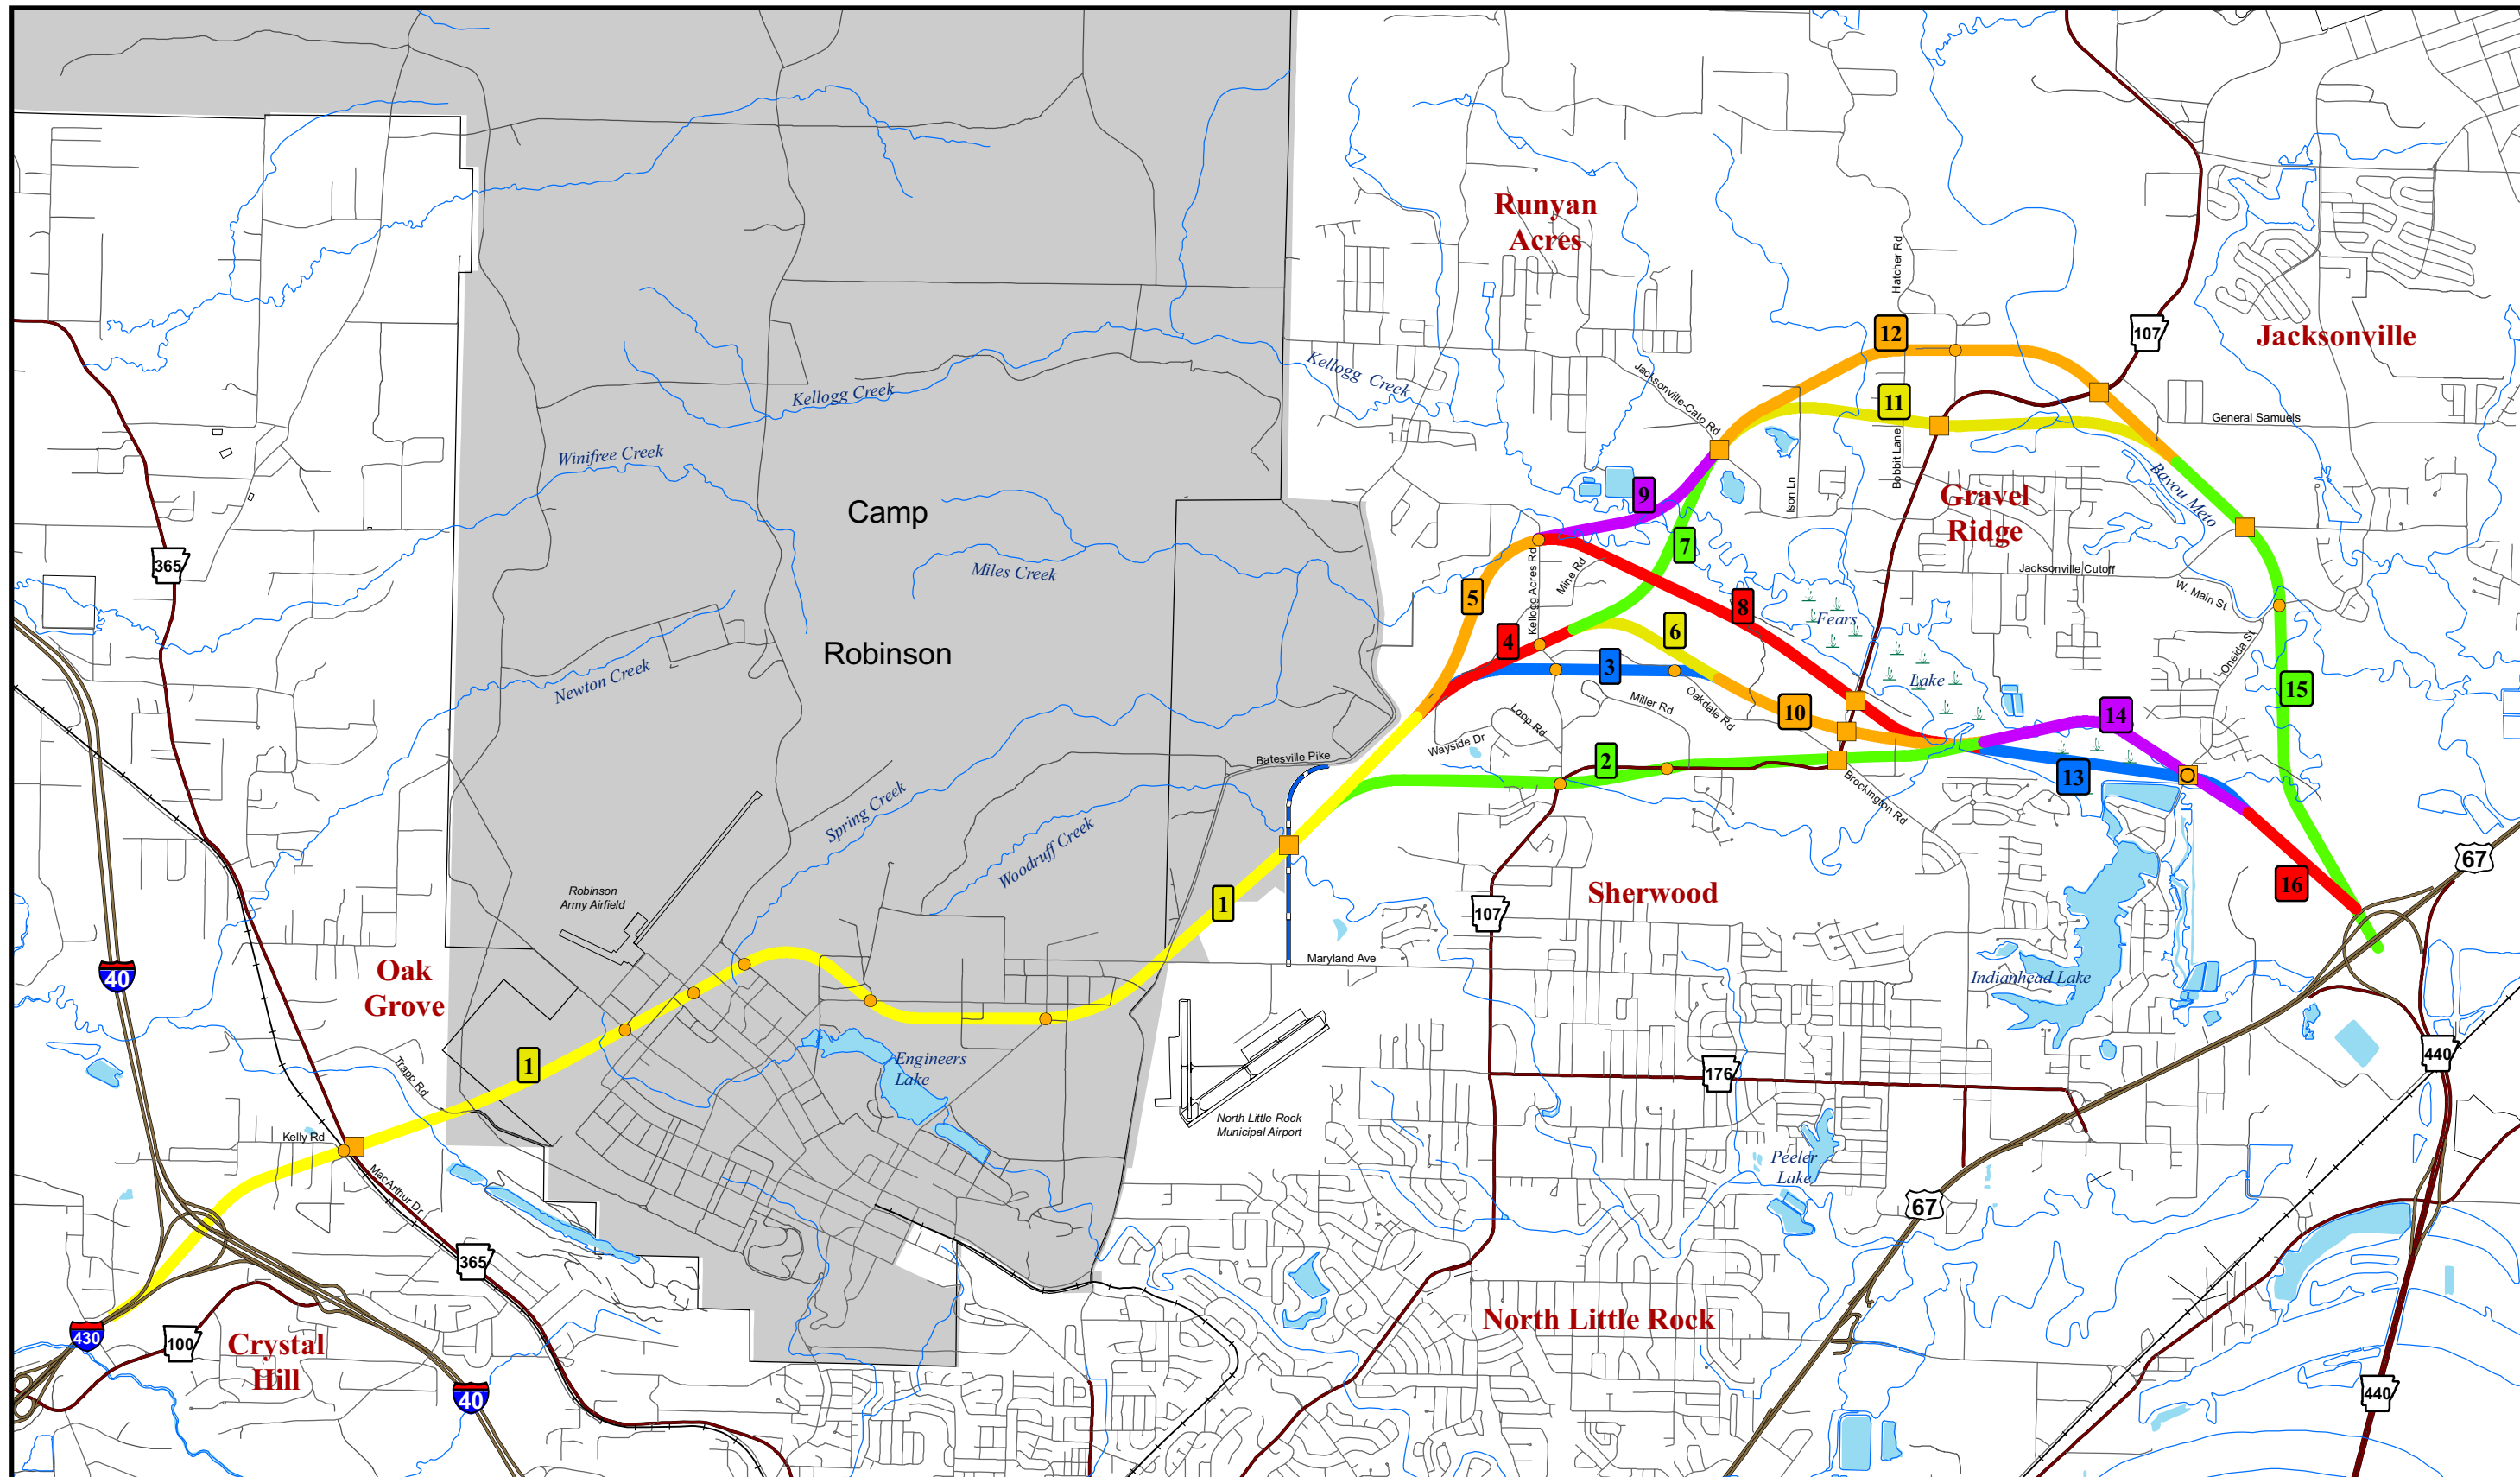 Runyan
Acres
Hatcher Rd
12
107
Jacksonville
Kellogg Creek
Kellogg Creek
Jacksonville-Cato Rd
11
General Samuels
Bobbit Lane
Winifree Creek
Bayou Meto
9
Ison Ln
Gravel
Ridge
Camp
7
365
Miles Creek
Jacksonville Cutoff
Mine Rd
Kellogg Acres Rd
5
8
W. Main St
Fears
Lake
4
6
Robinson
Oneida St
Newton Creek
3
15
Miller Rd
Oakdale Rd
10
14
Loop Rd
Wayside Dr
Batesville Pike
2
13
Brockington Rd
Spring Creek
Woodruff Creek
67
Robinson
Army Airfield
1
Sherwood
107
16
Maryland Ave
Oak
Grove
40
Indianhead Lake
Engineers
Lake
1
440
Trapp Rd
176
North Little Rock
Municipal Airport
Kelly Rd
Peeler
Lake
MacArthur Dr
67
365
430
100
Crystal
Hill
North Little Rock
40
440